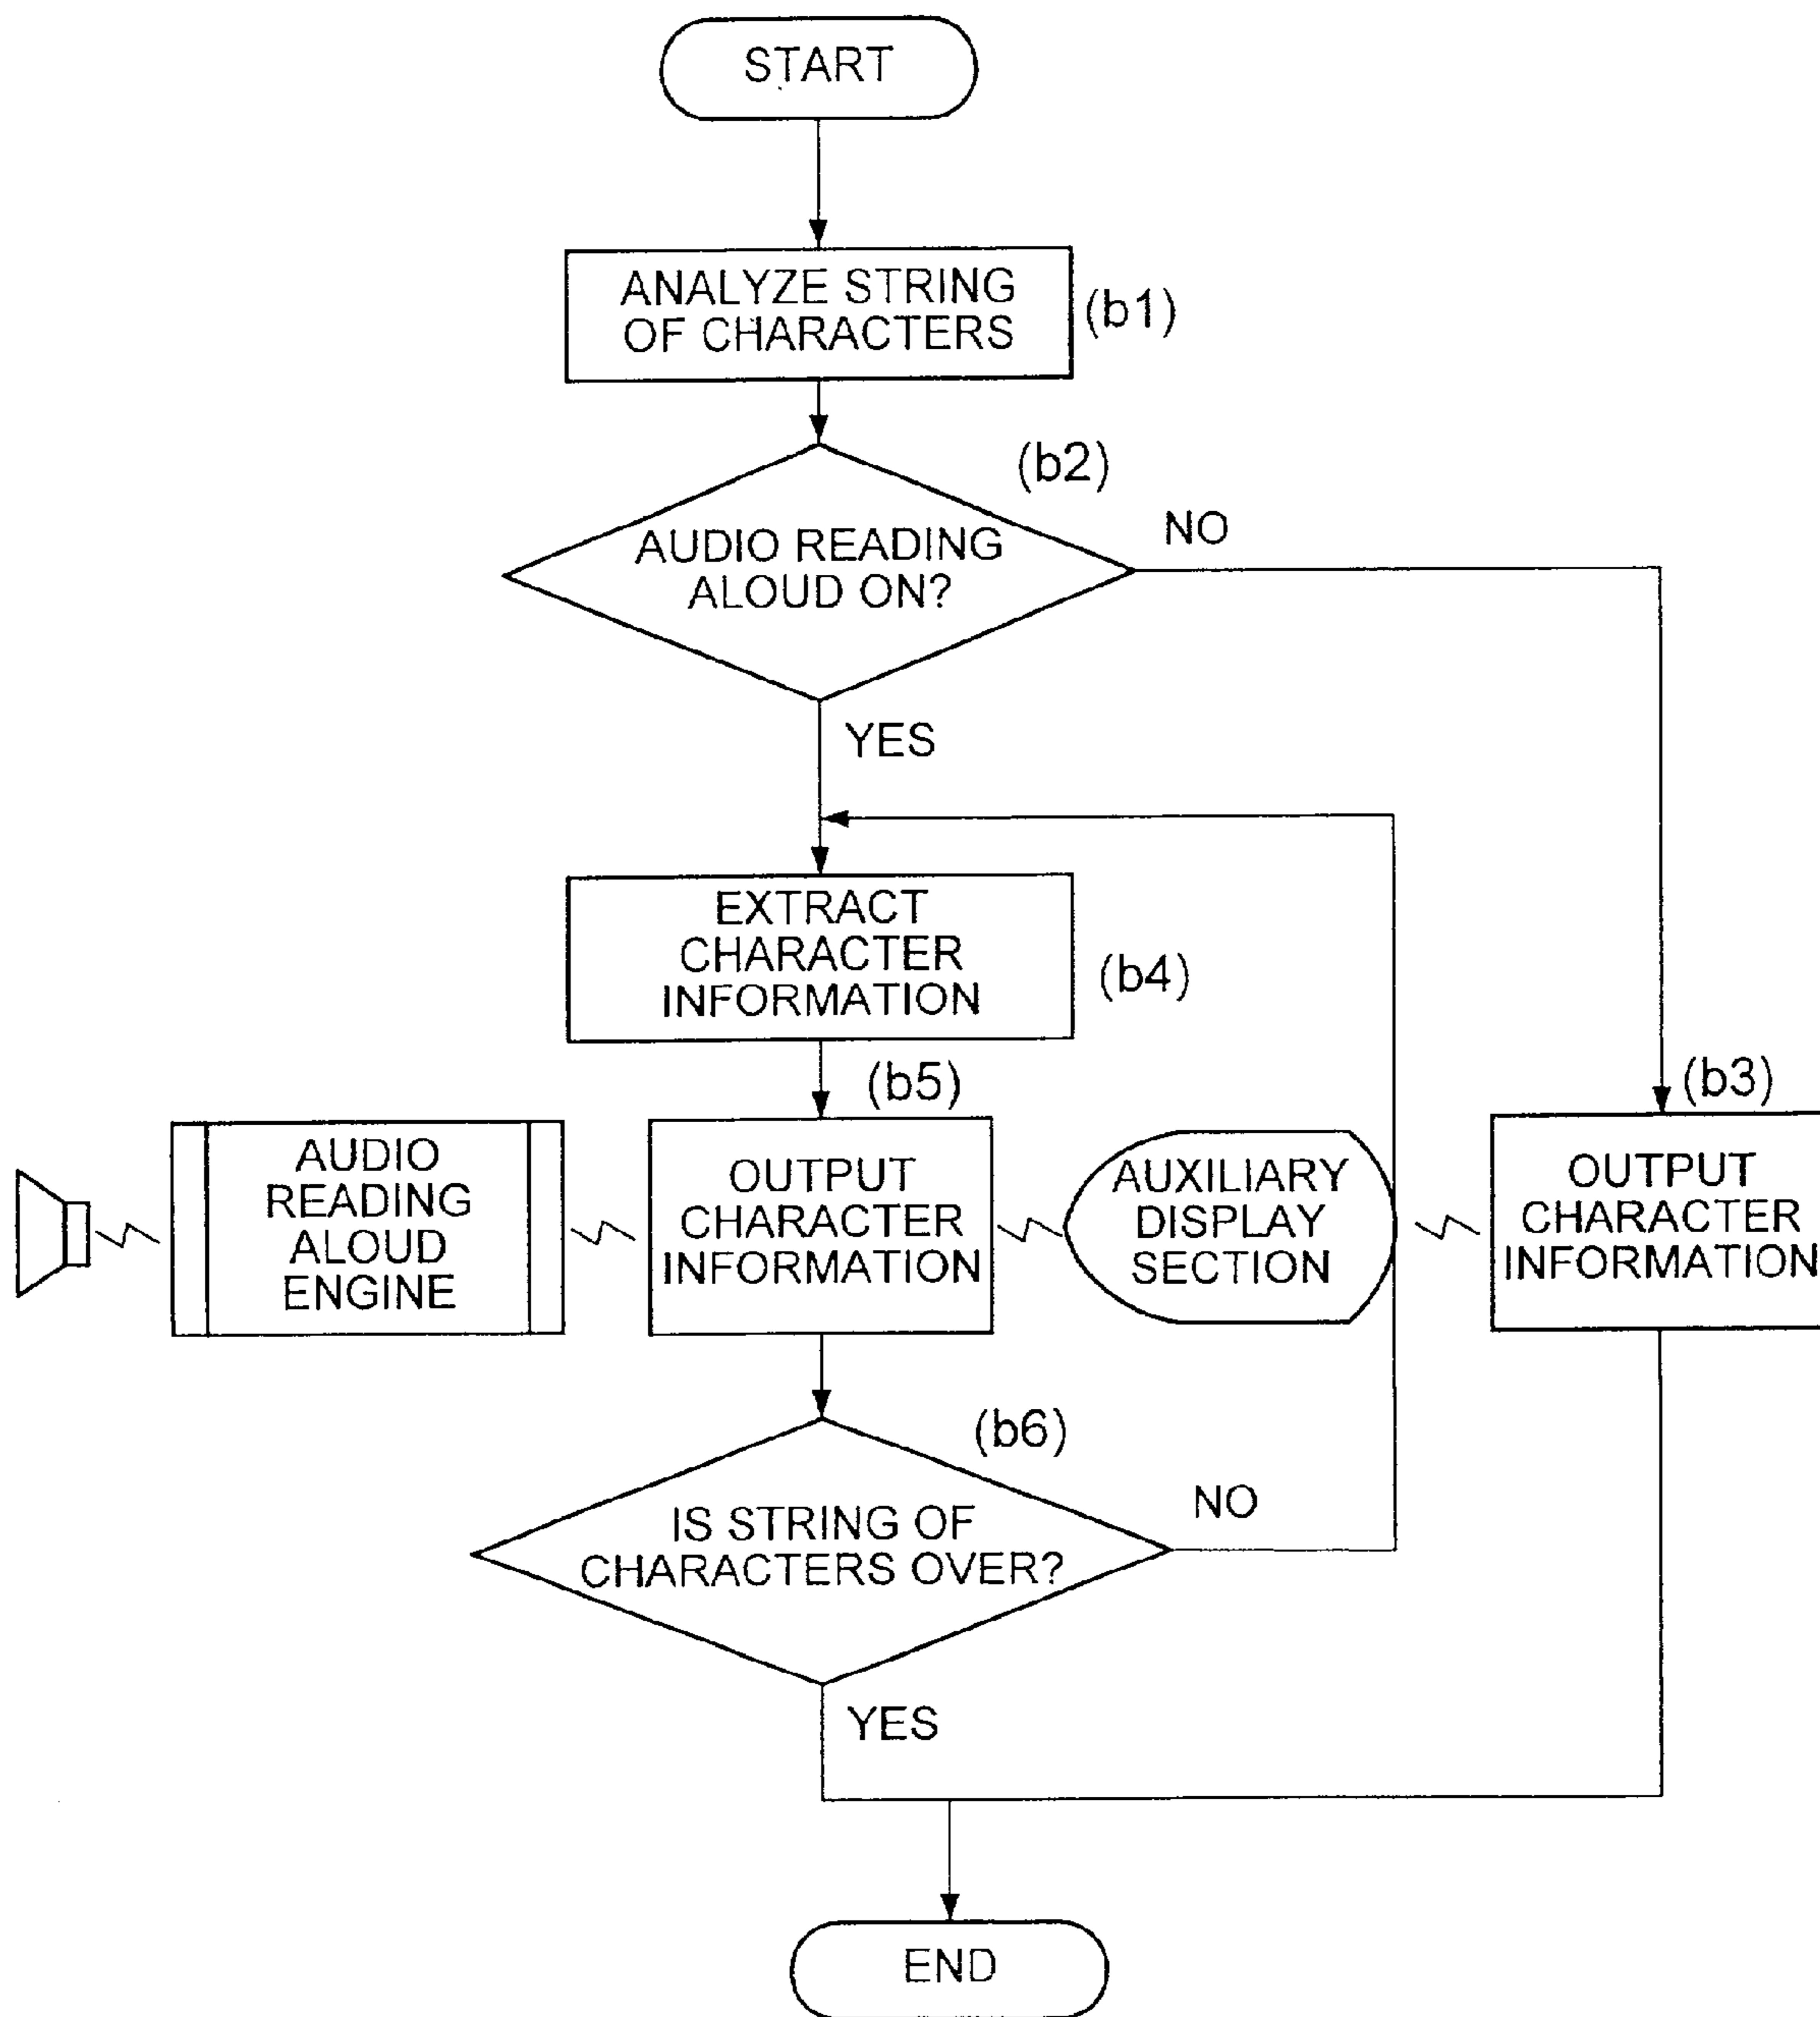 START
ANALYZE STRING
OF CHARACTERS
(b1)
(b2)
AUDIO READING
ALOUD ON?
NO
YES
EXTRACT
CHARACTER
INFORMATION
(b4)
(b5)
(b3)
AUDIO
READING
ALOUD
ENGINE
OUTPUT
CHARACTER
INFORMATION
AUXILIARY
DISPLAY
SECTION
OUTPUT
CHARACTER
INFORMATION
(b6)
IS STRING OF
CHARACTERS OVER?
NO
YES
END